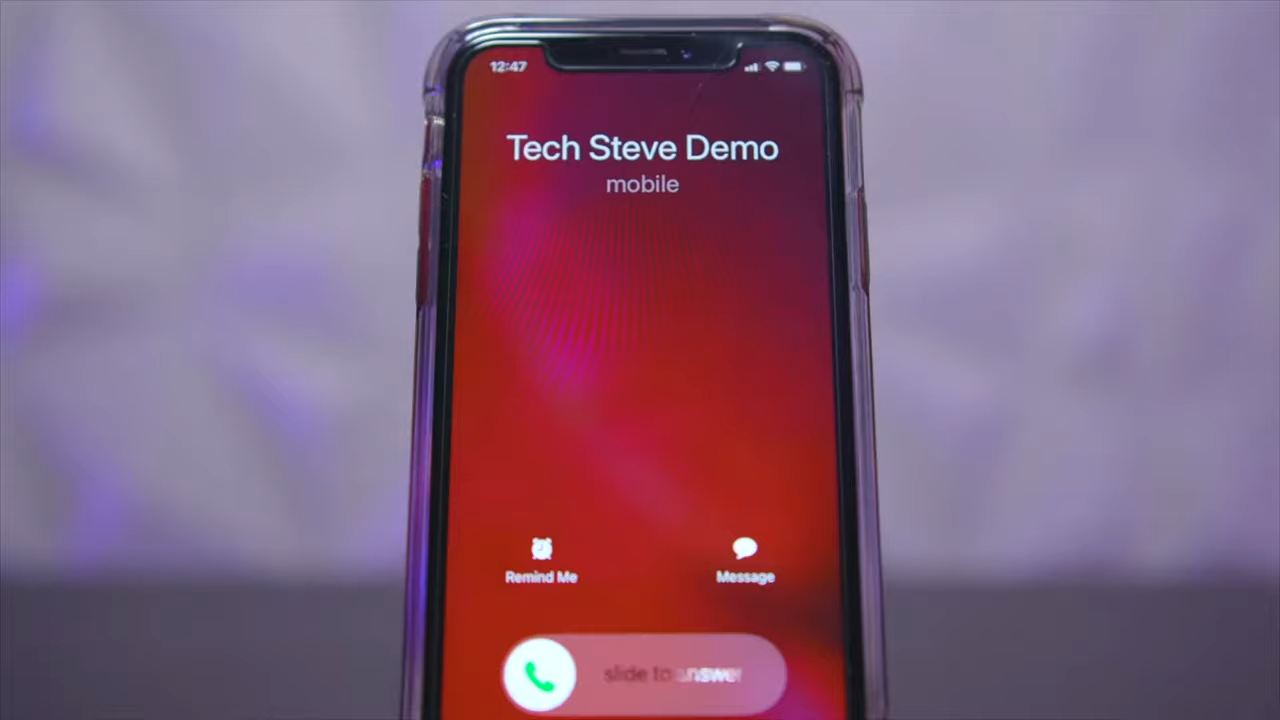 12:47
Tech Steve Demo
mobile
Remind Me
Message
slide to answer